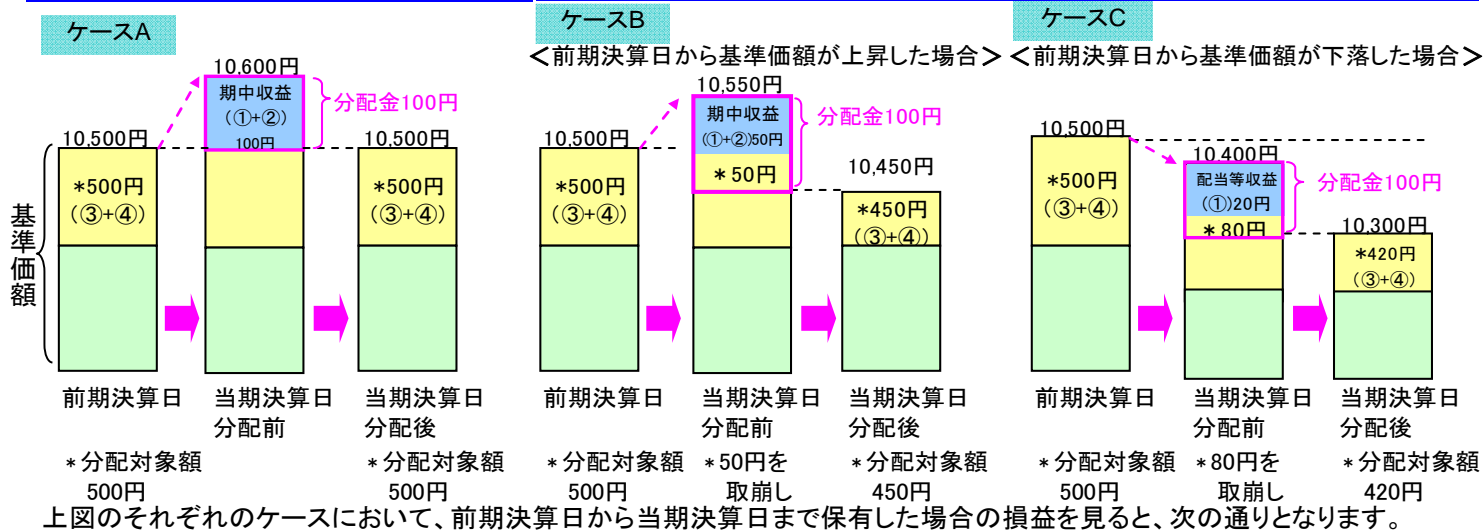 ケースA
10,600円
期中収益
(①+②)
100円
分配金100円
10,500円
10,500円
*500円
(③+④)
*500円
(③+④)
基準価額
前期決算日
当期決算日
分配前
当期決算日
分配後
*分配対象額
500円
*分配対象額
500円
ケースB
<前期決算日から基準価額が上昇した場合>
10,550円
期中収益
(①+②)50円
*50円
分配金100円
10,500円
10,450円
*500円
(③+④)
*450円
(③+④)
前期決算日
当期決算日
分配前
当期決算日
分配後
*分配対象額
500円
*50円を
取崩し
*分配対象額
450円
ケースC
<前期決算日から基準価額が下落した場合>
10,500円
10,400円
配当等収益
(①)20円
*80円
分配金100円
10,300円
*500円
(③+④)
*420円
(③+④)
前期決算日
当期決算日
分配前
当期決算日
分配後
*分配対象額
500円
*80円を
取崩し
*分配対象額
420円
上図のそれぞれのケースにおいて、前期決算日から当期決算日まで保有した場合の損益を見ると、次の通りとなります。